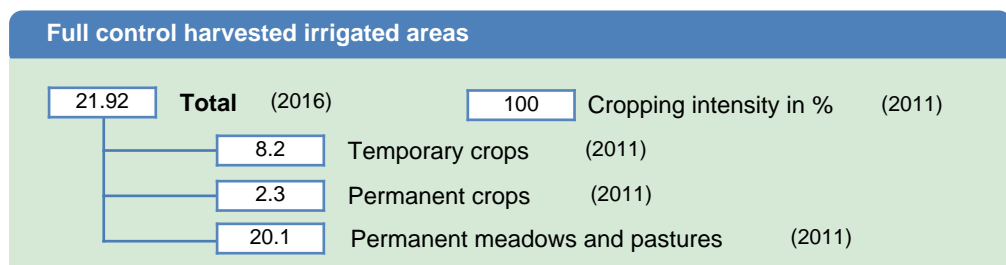 Full control harvested irrigated areas
21.92 Total (2016) 100 Cropping intensity in % (2011)
8.2 Temporary crops (2011)
2.3 Permanent crops (2011)
20.1 Permanent meadows and pastures (2011)